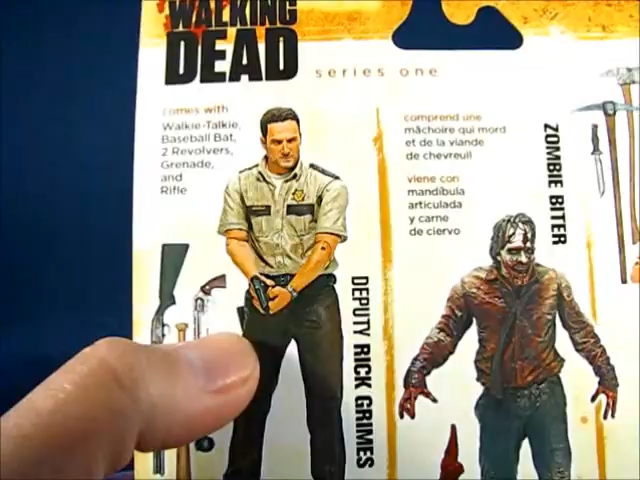 WALKING
DEAD
series one
comes with
Walkie-Talkie,
Baseball Bat,
2 Revolvers,
Grenade,
and
Rifle
DEPUTY RICK GRIMES
comprend une
mâchoire qui mord
et de la viande
de chevreuil
viene con
mandíbula
articulada
y carne
de ciervo
ZOMBIE BITER